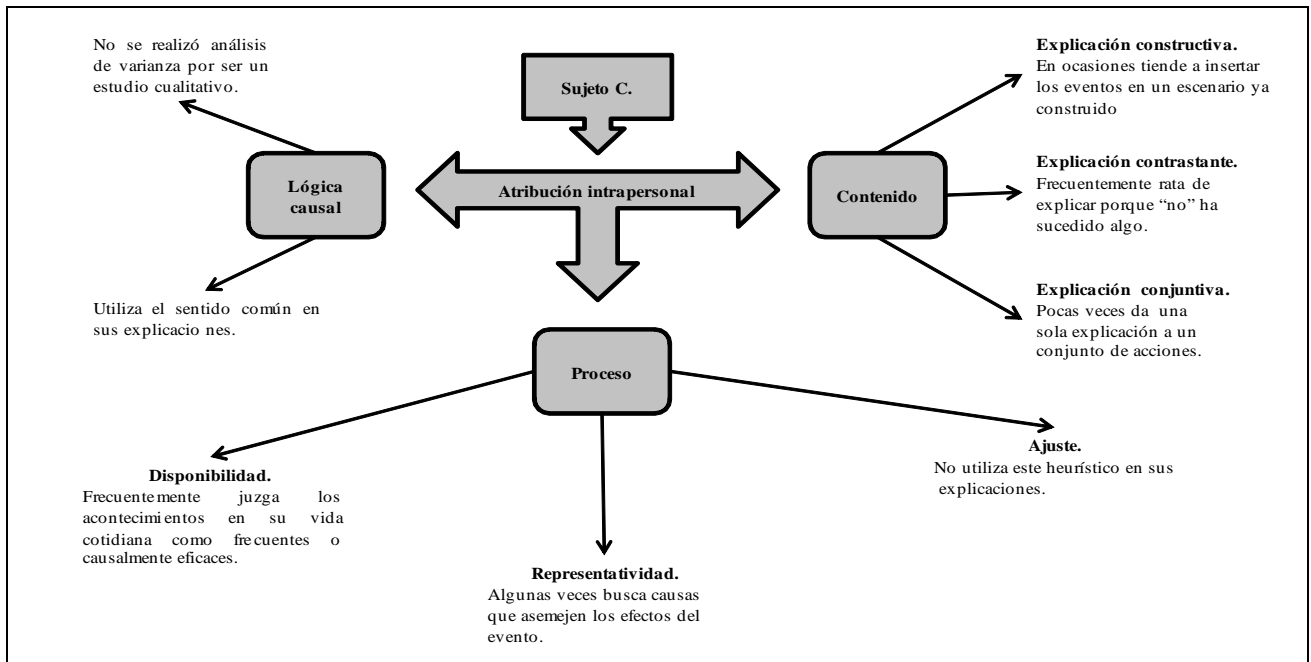 No se realizó análisis
de varianza por ser un
estudio cualitativo.
Sujeto C.
Explicación constructiva.
En ocasiones tiende a insertar
los eventos en un escenario ya
construido
Lógica
causal
Atribución intrapersonal
Contenido
Explicación contrastante.
Frecuentemente rata de
explicar porque “no” ha
sucedido algo.
Utiliza el sentido común en
sus explicacio nes.
Explicación conjuntiva.
Pocas veces da una
sola explicación a un
conjunto de acciones.
Proceso
Disponibilidad.
Frecuentemente juzga los
acontecimientos en su vida
cotidiana como frecuentes o
causalmente eficaces.
Representatividad.
Algunas veces busca causas
que asemejen los efectos del
evento.
Ajuste.
No utiliza este heurístico en sus
explicaciones.